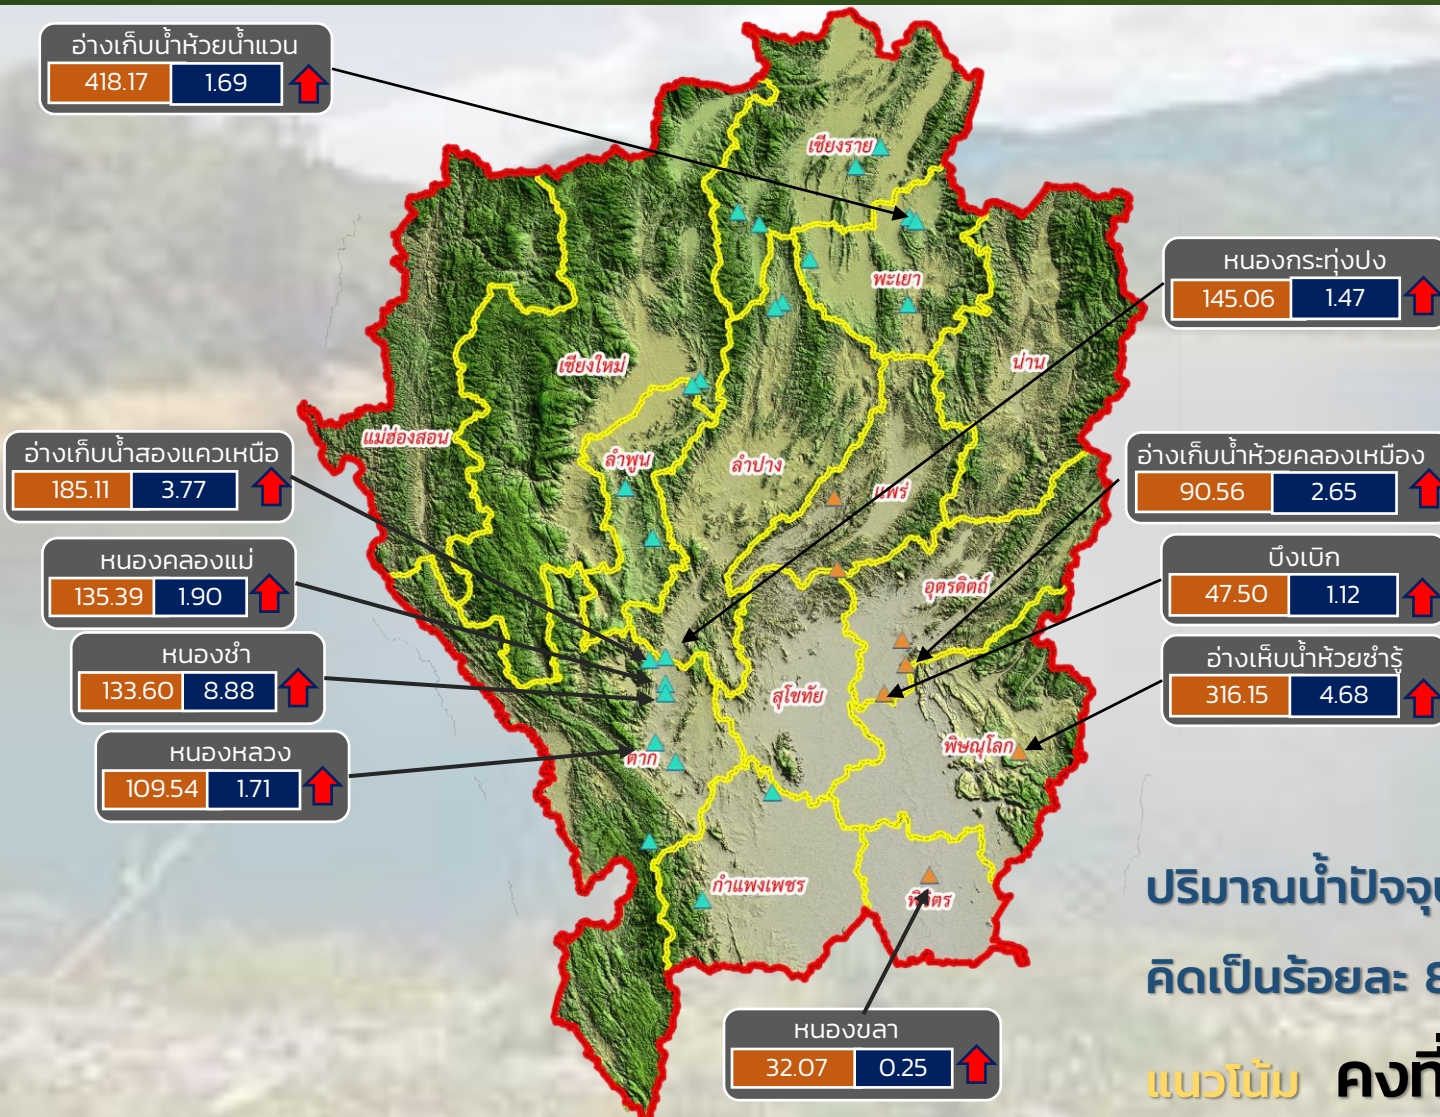 อ่างเก็บน้ำห้วยน้ำแวน
418.17 1.69
เชียงราย
หนองกระทุ่งปง
145.06 1.47
พะเยา
น่าน
เชียงใหม่
แม่ฮ่องสอน
ลำพูน
ลำปาง
แพร่
อ่างเก็บน้ำสองแควเหนือ
185.11 3.77
อ่างเก็บน้ำห้วยคลองเหมือง
90.56 2.65
หนองคลองแม่
135.39 1.90
บึงเบิก
47.50 1.12
อุตรดิตถ์
หนองชำ
133.60 8.88
อ่างเห็บน้ำห้วยซำรู้
316.15 4.68
สุโขทัย
พิษณุโลก
หนองหลวง
109.54 1.71
ตาก
กำแพงเพชร
หนองขลา
32.07 0.25
คิดเป็นร้อยละ
แนวโน้ม คงที่